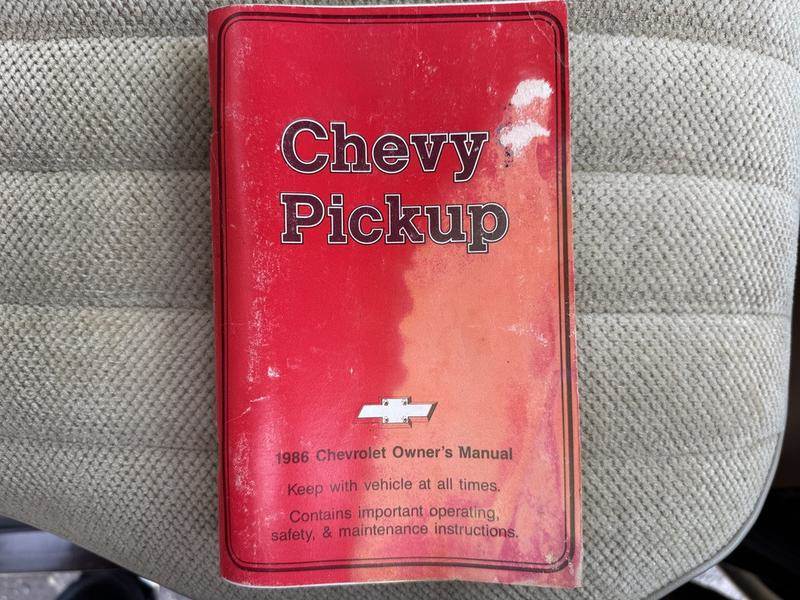 Chevy
Pickup
1986 Chevrolet Owner's Manual
Keep with vehicle at all times.
Contains important operating,
safety, & maintenance instructions.